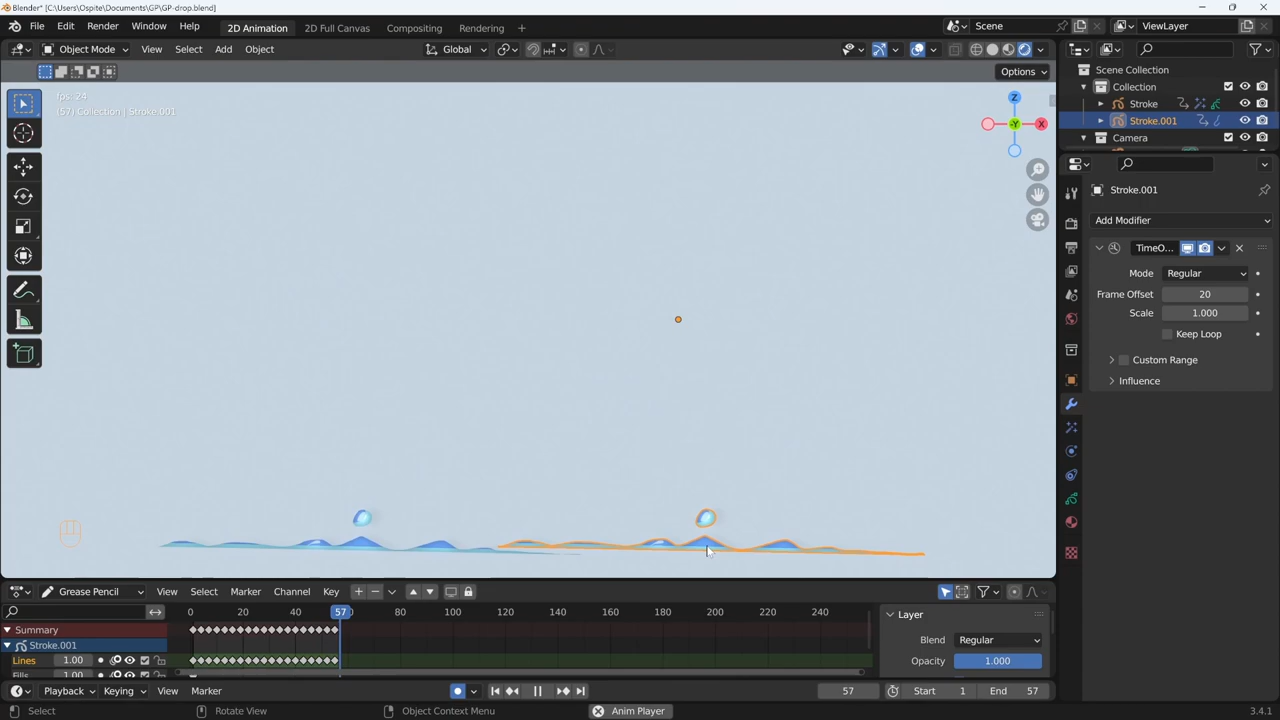 Blender* [C:\Users\Ospite\Documents\GP\GP-drop.blend]
File Edit Render Window Help 2D Animation 2D Full Canvas Compositing Rendering + Scene ViewLayer
Object Mode View Select Add Object Global
Options
fps: 24
(57) Collection | Stroke.001
Z
-Y
X
Scene Collection
Collection
Stroke
Stroke.001
Camera
Stroke.001
Add Modifier
TimeO...
Mode Regular
Frame Offset 20
Scale 1.000
Keep Loop
Custom Range
Influence
Grease Pencil View Select Marker Channel Key
0 20 40 57 80 100 120 140 160 180 200 220 240
Summary
Stroke.001
Lines 1.00
Fills 1.00
Layer
Blend Regular
Opacity 1.000
Playback Keying View Marker 57 Start 1 End 57
Select Rotate View Object Context Menu Anim Player 3.4.1